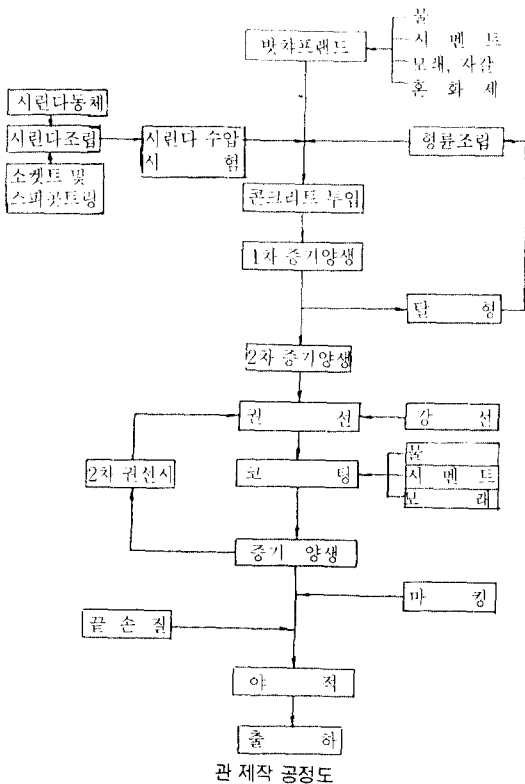 물
밧챠프랜드
시 멘 트
모래, 사갈
혼 화 제
시린다동체
시린다조립
시린다 수압
시 험
형틀조립
소켓트 및
스피곳트링
콘크리트 투입
1차 증기양생
탈 형
2차 증기양생
권 선
강 선
2차 권선시
코 팅
물
시 멘 트
모 래
증기 양생
마 킹
끝 손 질
야 적
출 하
관 제작 공정도